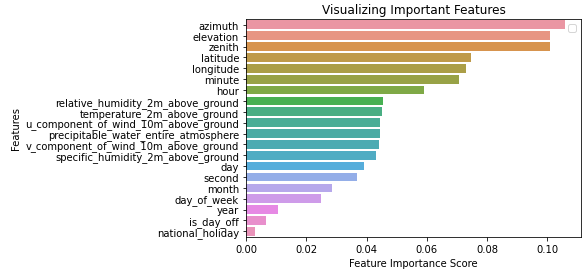 Visualizing Important Features
azimuth
elevation
zenith
latitude
longitude
minute
hour
relative_humidity_2m_above_ground
temperature_2m_above_ground
u_component_of_wind_10m_above_ground
precipitable_water_entire_atmosphere
v_component_of_wind_10m_above_ground
specific_humidity_2m_above_ground
day
second
month
day_of_week
year
is_day_off
national_holiday
Features
0.00 0.02 0.04 0.06 0.08 0.10
Feature Importance Score